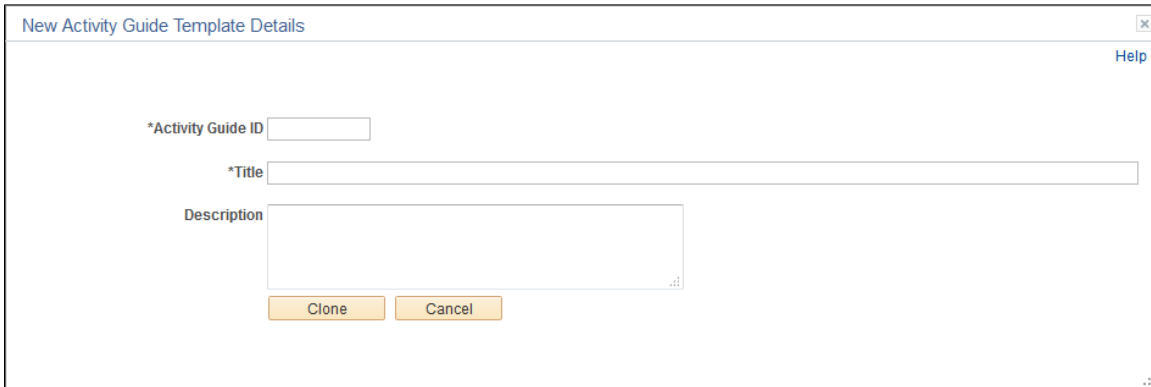 New Activity Guide Template Details
Help
*Activity Guide ID
*Title
Description
Clone Cancel